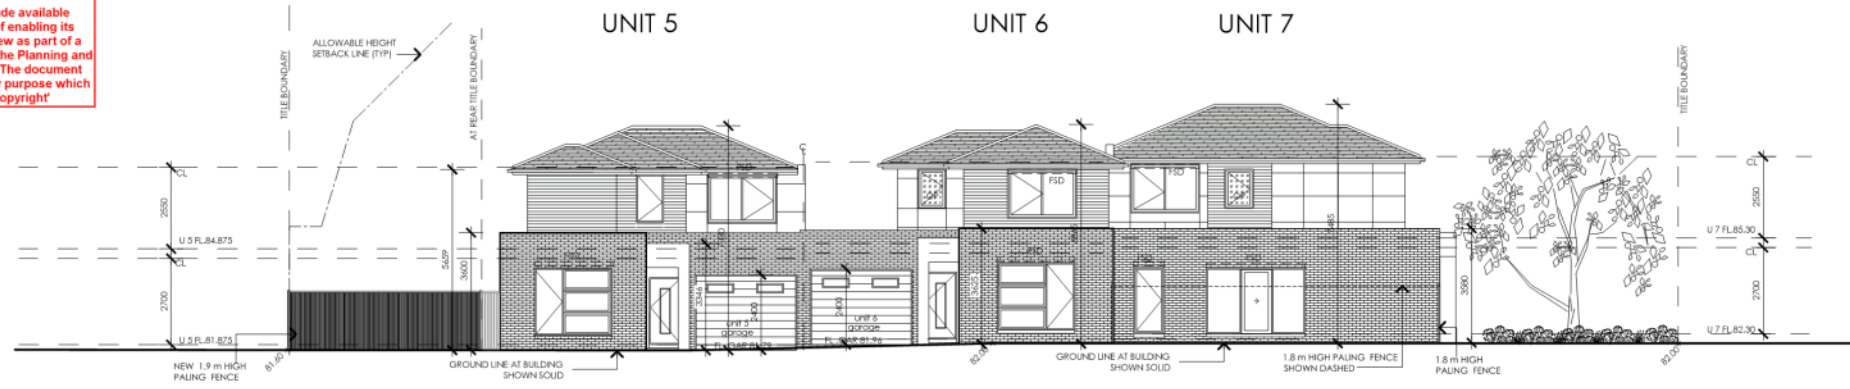 de available
f enabling its
ew as part of a
he Planning and
The document
purpose which
opyright'
UNIT 5
UNIT 6
UNIT 7
ALLOWABLE HEIGHT
SETBACK LINE (TYP)
TITLE BOUNDARY
AT REAR TITLE BOUNDARY
TITLE BOUNDARY
CL
2550
U 5 FL.84.875
CL
2700
U 5 FL.81.875
5659
3600
FSD
3346
2400
unit 5
garage
2400
unit 6
garage
FSD
3625
FSD
3580
CL
2550
U 7 FL.85.30
CL
2700
U 7 FL.82.30
NEW 1.9 m HIGH
PALING FENCE
81.60
GROUND LINE AT BUILDING
SHOWN SOLID
GROUND LINE AT BUILDING
SHOWN SOLID
1.8 m HIGH PALING FENCE
SHOWN DASHED
1.8 m HIGH
PALING FENCE
82.00